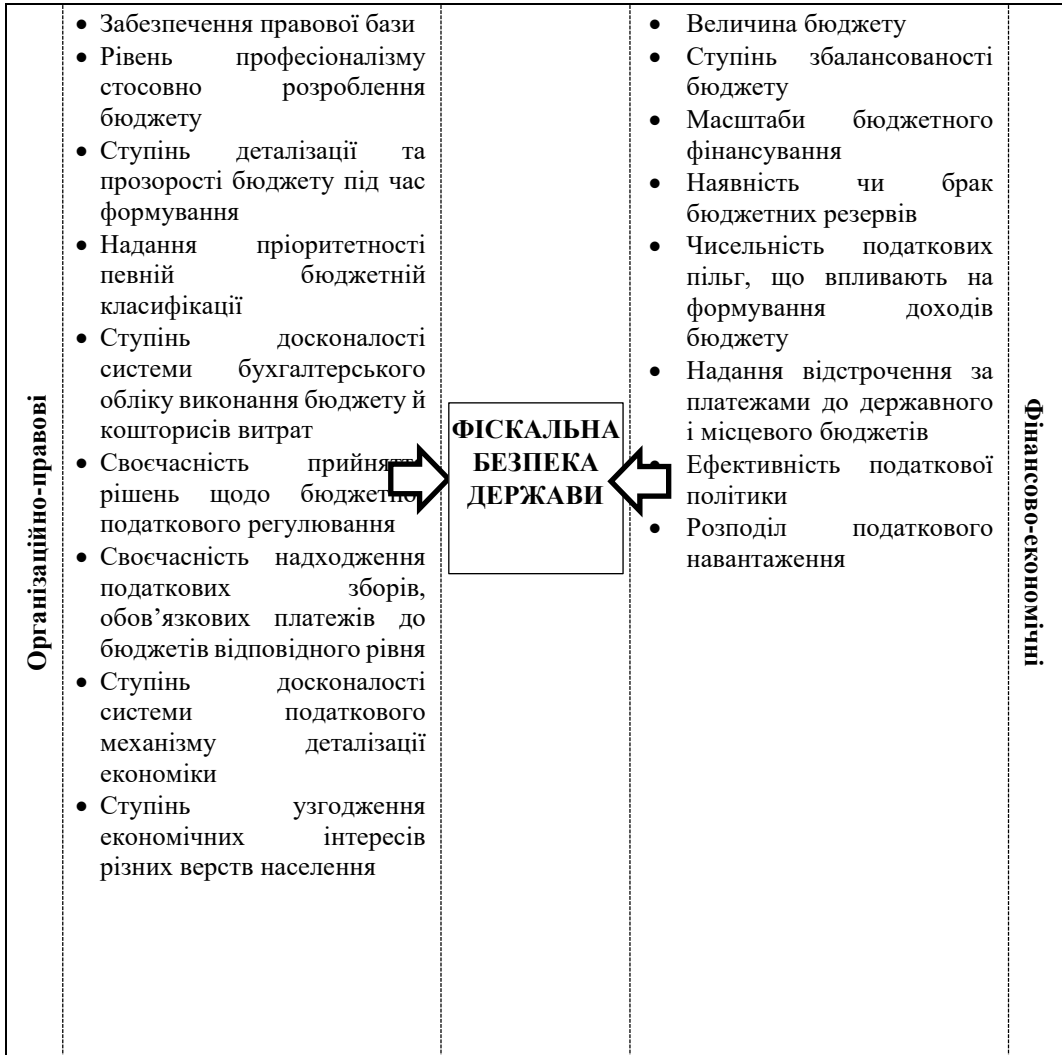 Організаційно-правові
• Забезпечення правової бази
• Рівень професіоналізму
стосовно розроблення
бюджету
• Ступінь деталізації та
прозорості бюджету під час
формування
• Надання пріоритетності
певній бюджетній
класифікації
• Ступінь досконалості
системи бухгалтерського
обліку виконання бюджету й
кошторисів витрат
• Своєчасність прийнятт
рішень щодо бюджетно
податкового регулювання
• Своєчасність надходження
податкових зборів,
обов’язкових платежів до
бюджетів відповідного рівня
• Ступінь досконалості
системи податкового
механізму деталізації
економіки
• Ступінь узгодження
економічних інтересів
різних верств населення
ФІСКАЛЬНА
БЕЗПЕКА
ДЕРЖАВИ
• Величина бюджету
• Ступінь збалансованості
бюджету
• Масштаби бюджетного
фінансування
• Наявність чи брак
бюджетних резервів
• Чисельність податкових
пільг, що впливають на
формування доходів
бюджету
• Надання відстрочення за
платежами до державного
і місцевого бюджетів
• Ефективність податкової
політики
• Розподіл податкового
навантаження
Фінансово-економічні